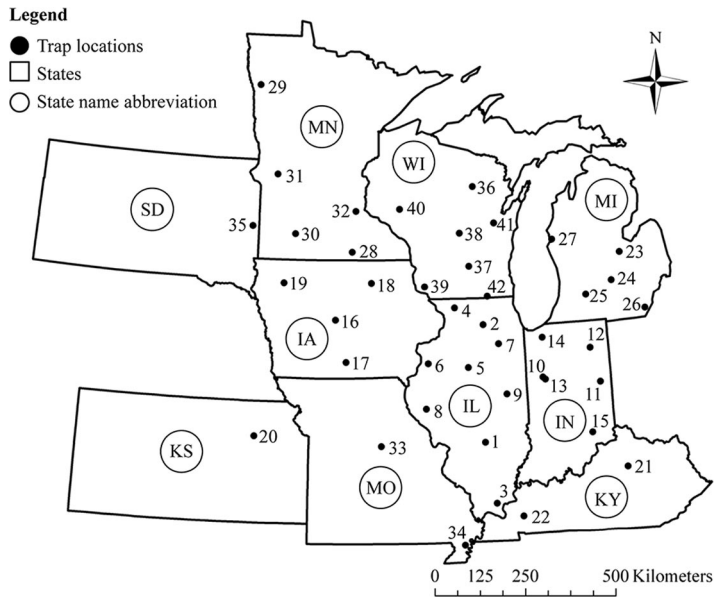 Legend
Trap locations
States
State name abbreviation
N
29
MN
WI
31
36
MI
SD
32
40
35
41
30
38
27
23
28
37
24
19
18
39
42
25
26
4
16
2
IA
7
14
12
17
6
5
10
13
11
9
8
IL
IN
15
20
1
KS
33
21
MO
3
KY
22
34
0 125 250 500 Kilometers